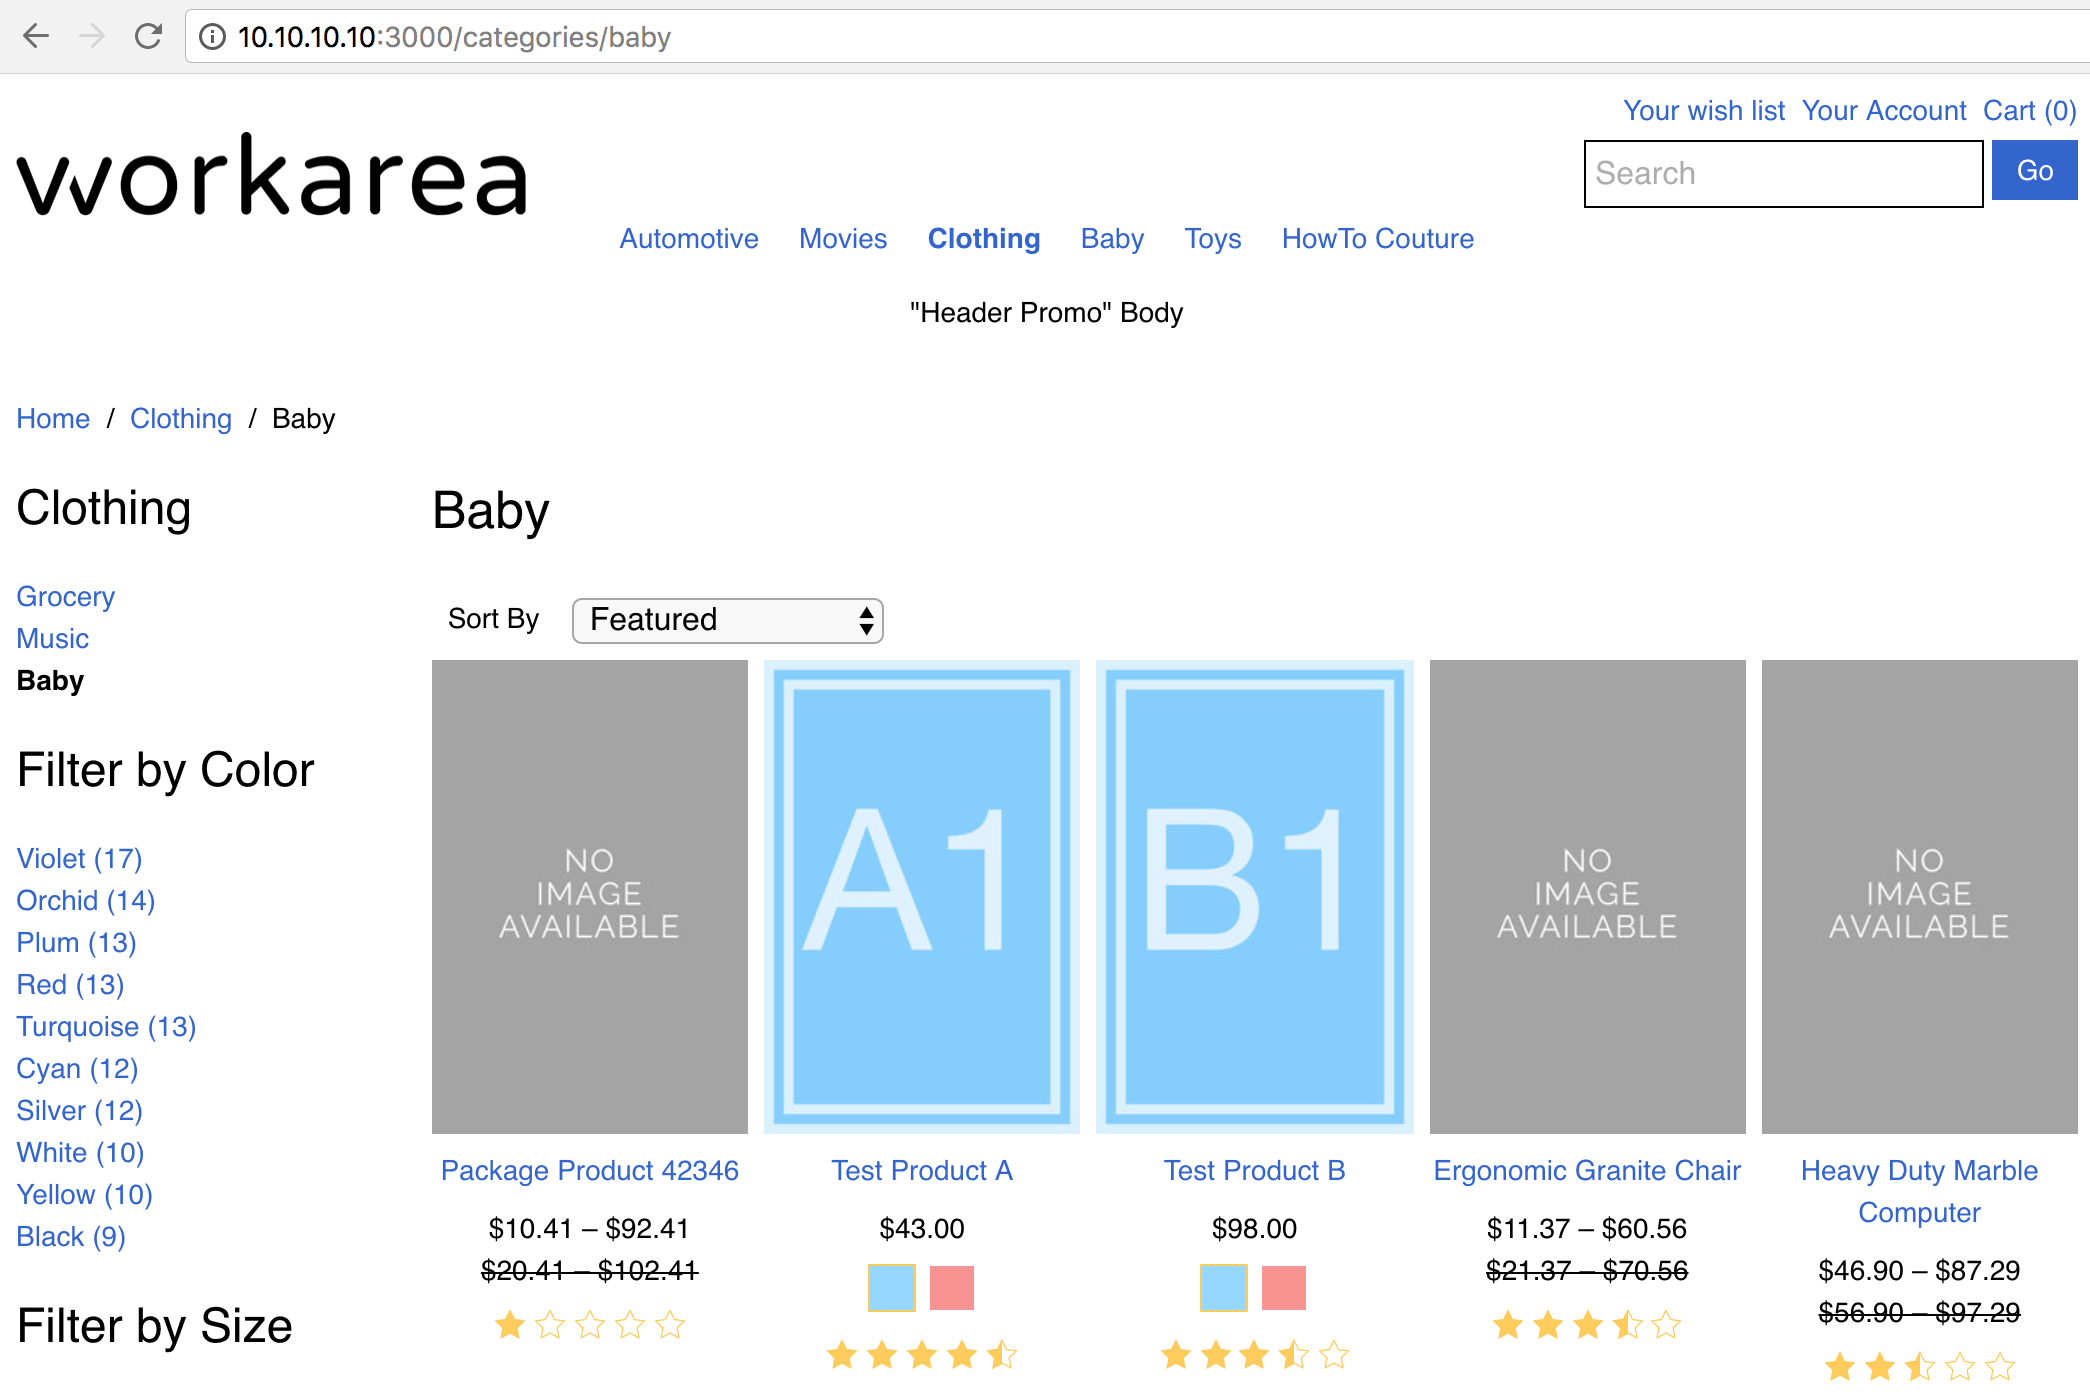 10.10.10.10:3000/categories/baby
Your wish list Your Account Cart (0)
workarea
Search Go
Automotive Movies Clothing Baby Toys HowTo Couture
"Header Promo" Body
Home / Clothing / Baby
Clothing
Grocery
Music
Baby
Filter by Color
Violet (17)
Orchid (14)
Plum (13)
Red (13)
Turquoise (13)
Cyan (12)
Silver (12)
White (10)
Yellow (10)
Black (9)
Filter by Size
Baby
Sort By Featured
NO
IMAGE
AVAILABLE
Package Product 42346
$10.41 – $92.41
$20.41 – $102.41
A1
Test Product A
$43.00
B1
Test Product B
$98.00
NO
IMAGE
AVAILABLE
Ergonomic Granite Chair
$11.37 – $60.56
$21.37 – $70.56
NO
IMAGE
AVAILABLE
Heavy Duty Marble
Computer
$46.90 – $87.29
$56.90 – $97.29